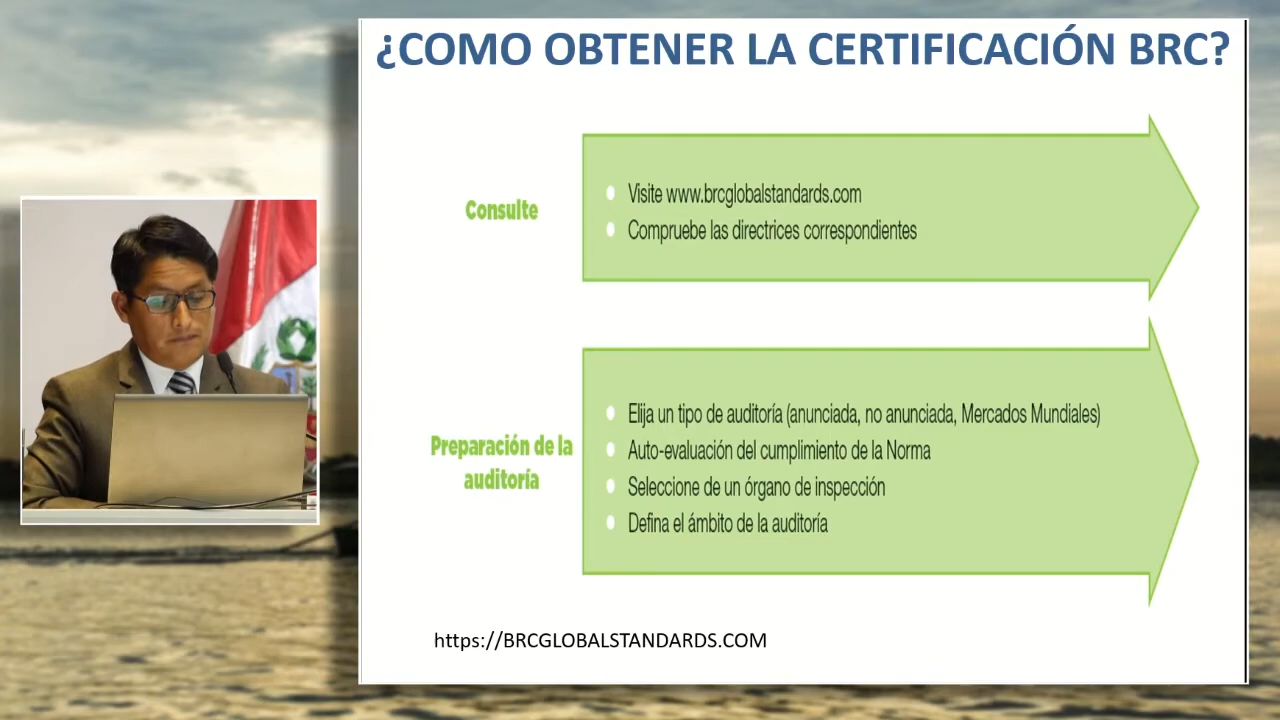 ¿COMO OBTENER LA CERTIFICACIÓN BRC?
Consulte
Visite www.brcglobalstandards.com
Compruebe las directrices correspondientes
Preparación de la
auditoría
Elija un tipo de auditoría (anunciada, no anunciada, Mercados Mundiales)
Auto-evaluación del cumplimiento de la Norma
Seleccione de un órgano de inspección
Defina el ámbito de la auditoría
https://BRCGLOBALSTANDARDS.COM